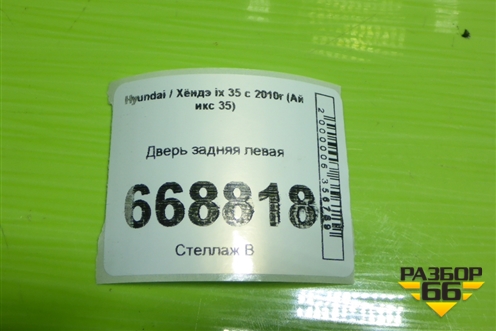 Hyundai / Хёндэ ix 35 с 2010г (Ай
икс 35)
Дверь задняя левая
668818
Стеллаж В
2000006356789
РАЗБОР
66